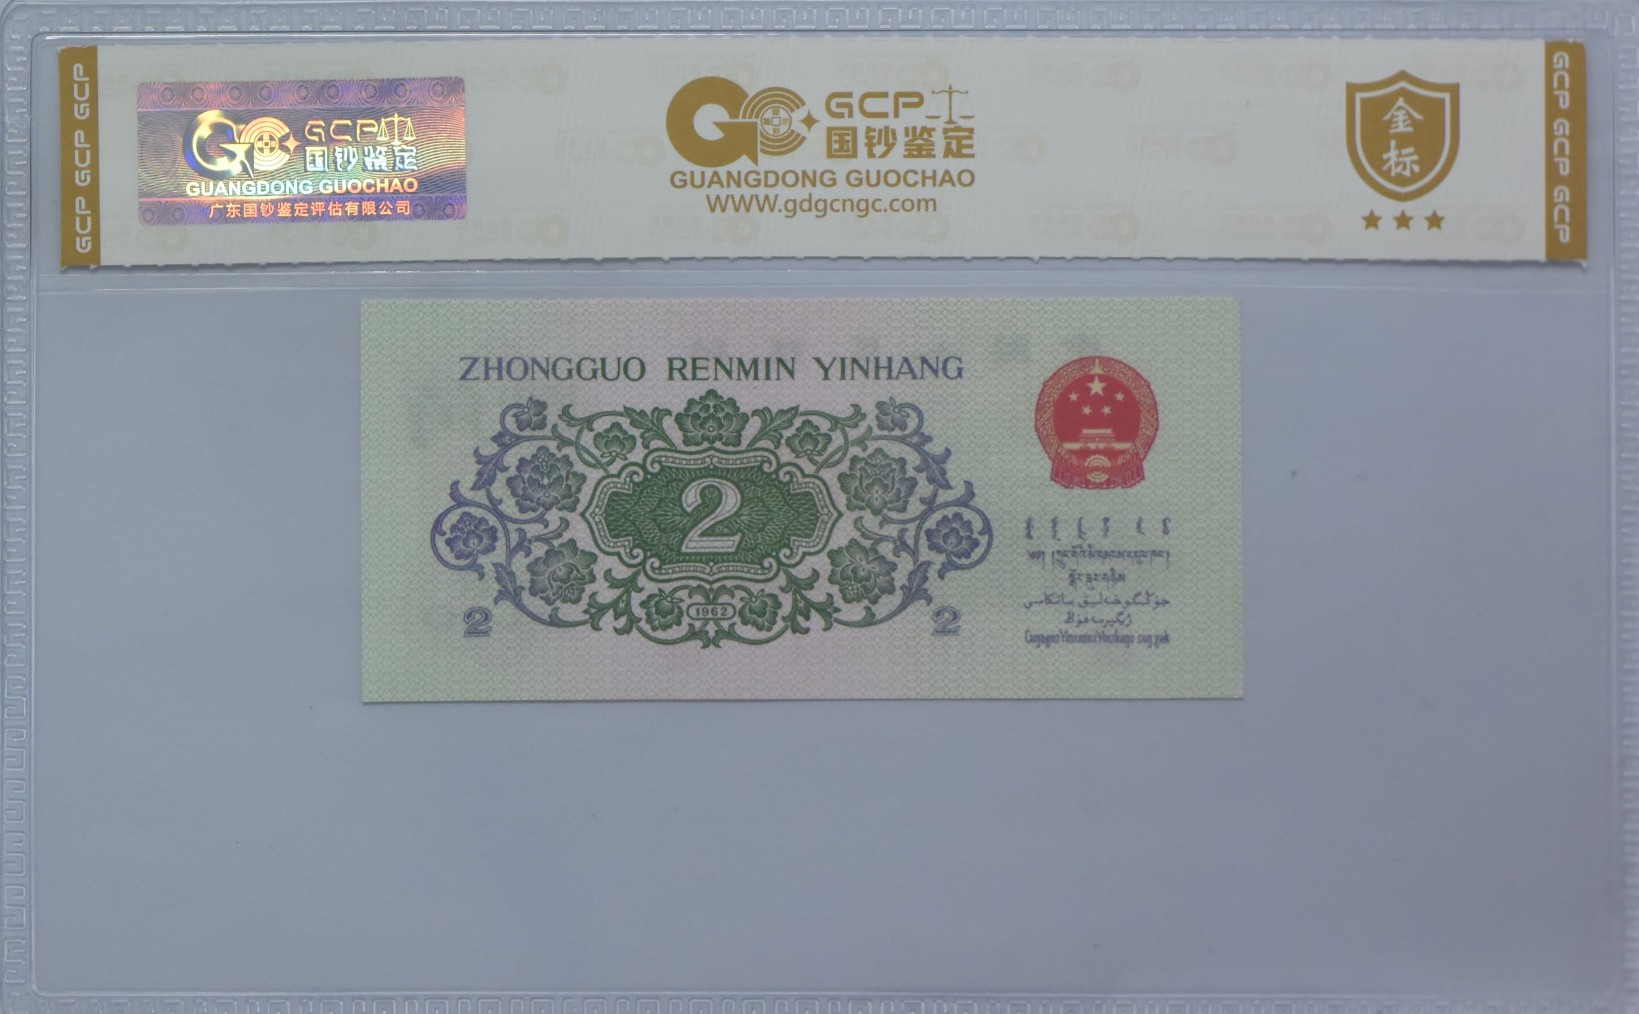 GCP GCP GCP
GCP
国钞鉴定
GUANGDONG GUOCHAO
广东国钞鉴定评估有限公司
GCP
国钞鉴定
GUANGDONG GUOCHAO
WWW.gdgcngc.com
金
标
GCP GCP GCP
ZHONGGUO RENMIN YINHANG
2
1962
2
2